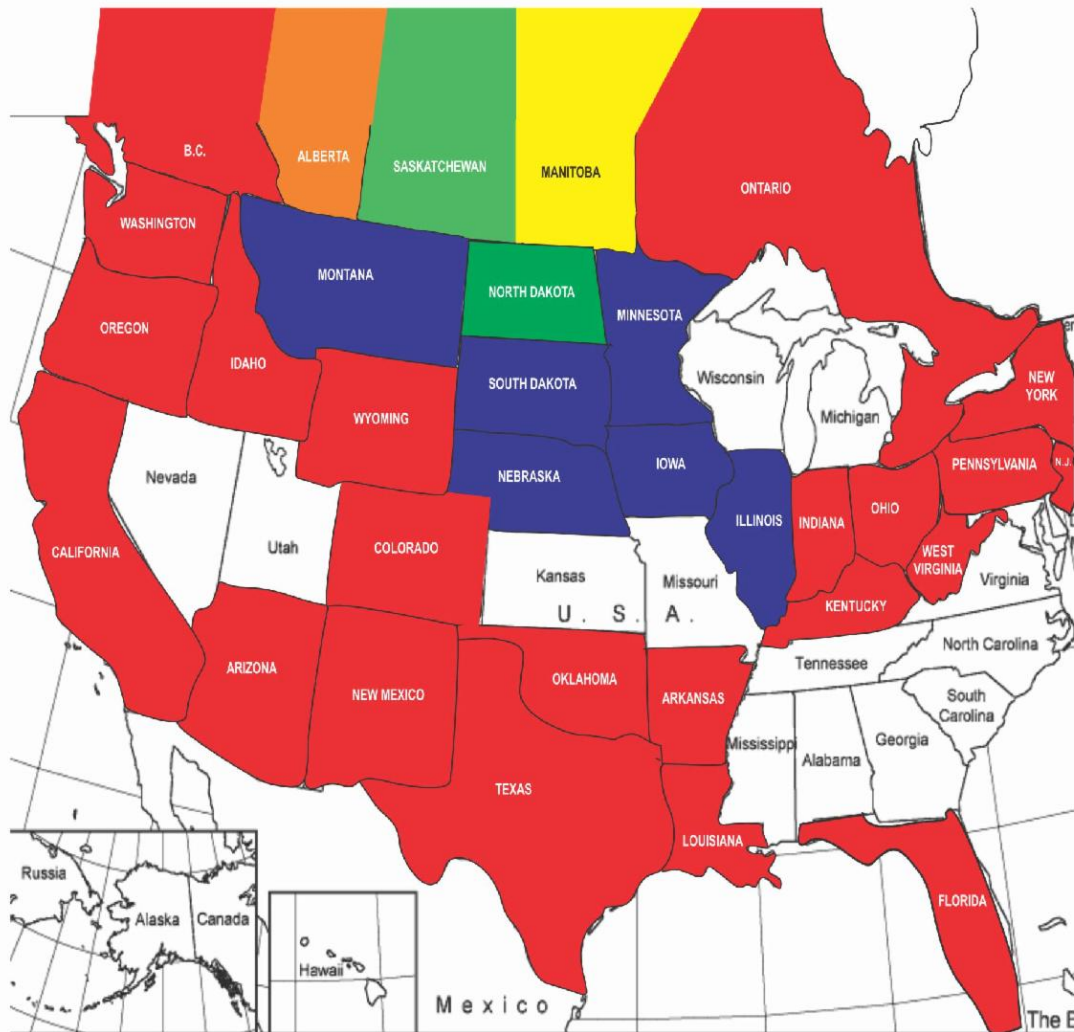 B.C.
ALBERTA
SASKATCHEWAN
MANITOBA
ONTARIO
WASHINGTON
MONTANA
NORTH DAKOTA
MINNESOTA
OREGON
IDAHO
SOUTH DAKOTA
Wisconsin
Michigan
NEW
YORK
WYOMING
NEBRASKA
IOWA
PENNSYLVANIA
N.J.
Nevada
ILLINOIS
INDIANA
OHIO
CALIFORNIA
Utah
COLORADO
Kansas
Missouri
WEST
VIRGINIA
Virginia
U. S. A.
KENTUCKY
ARIZONA
NEW MEXICO
OKLAHOMA
ARKANSAS
Tennessee
North Carolina
South
Carolina
Mississippi
Alabama
Georgia
TEXAS
LOUISIANA
FLORIDA
Russia
Alaska
Canada
Hawaii
Mexico
The B